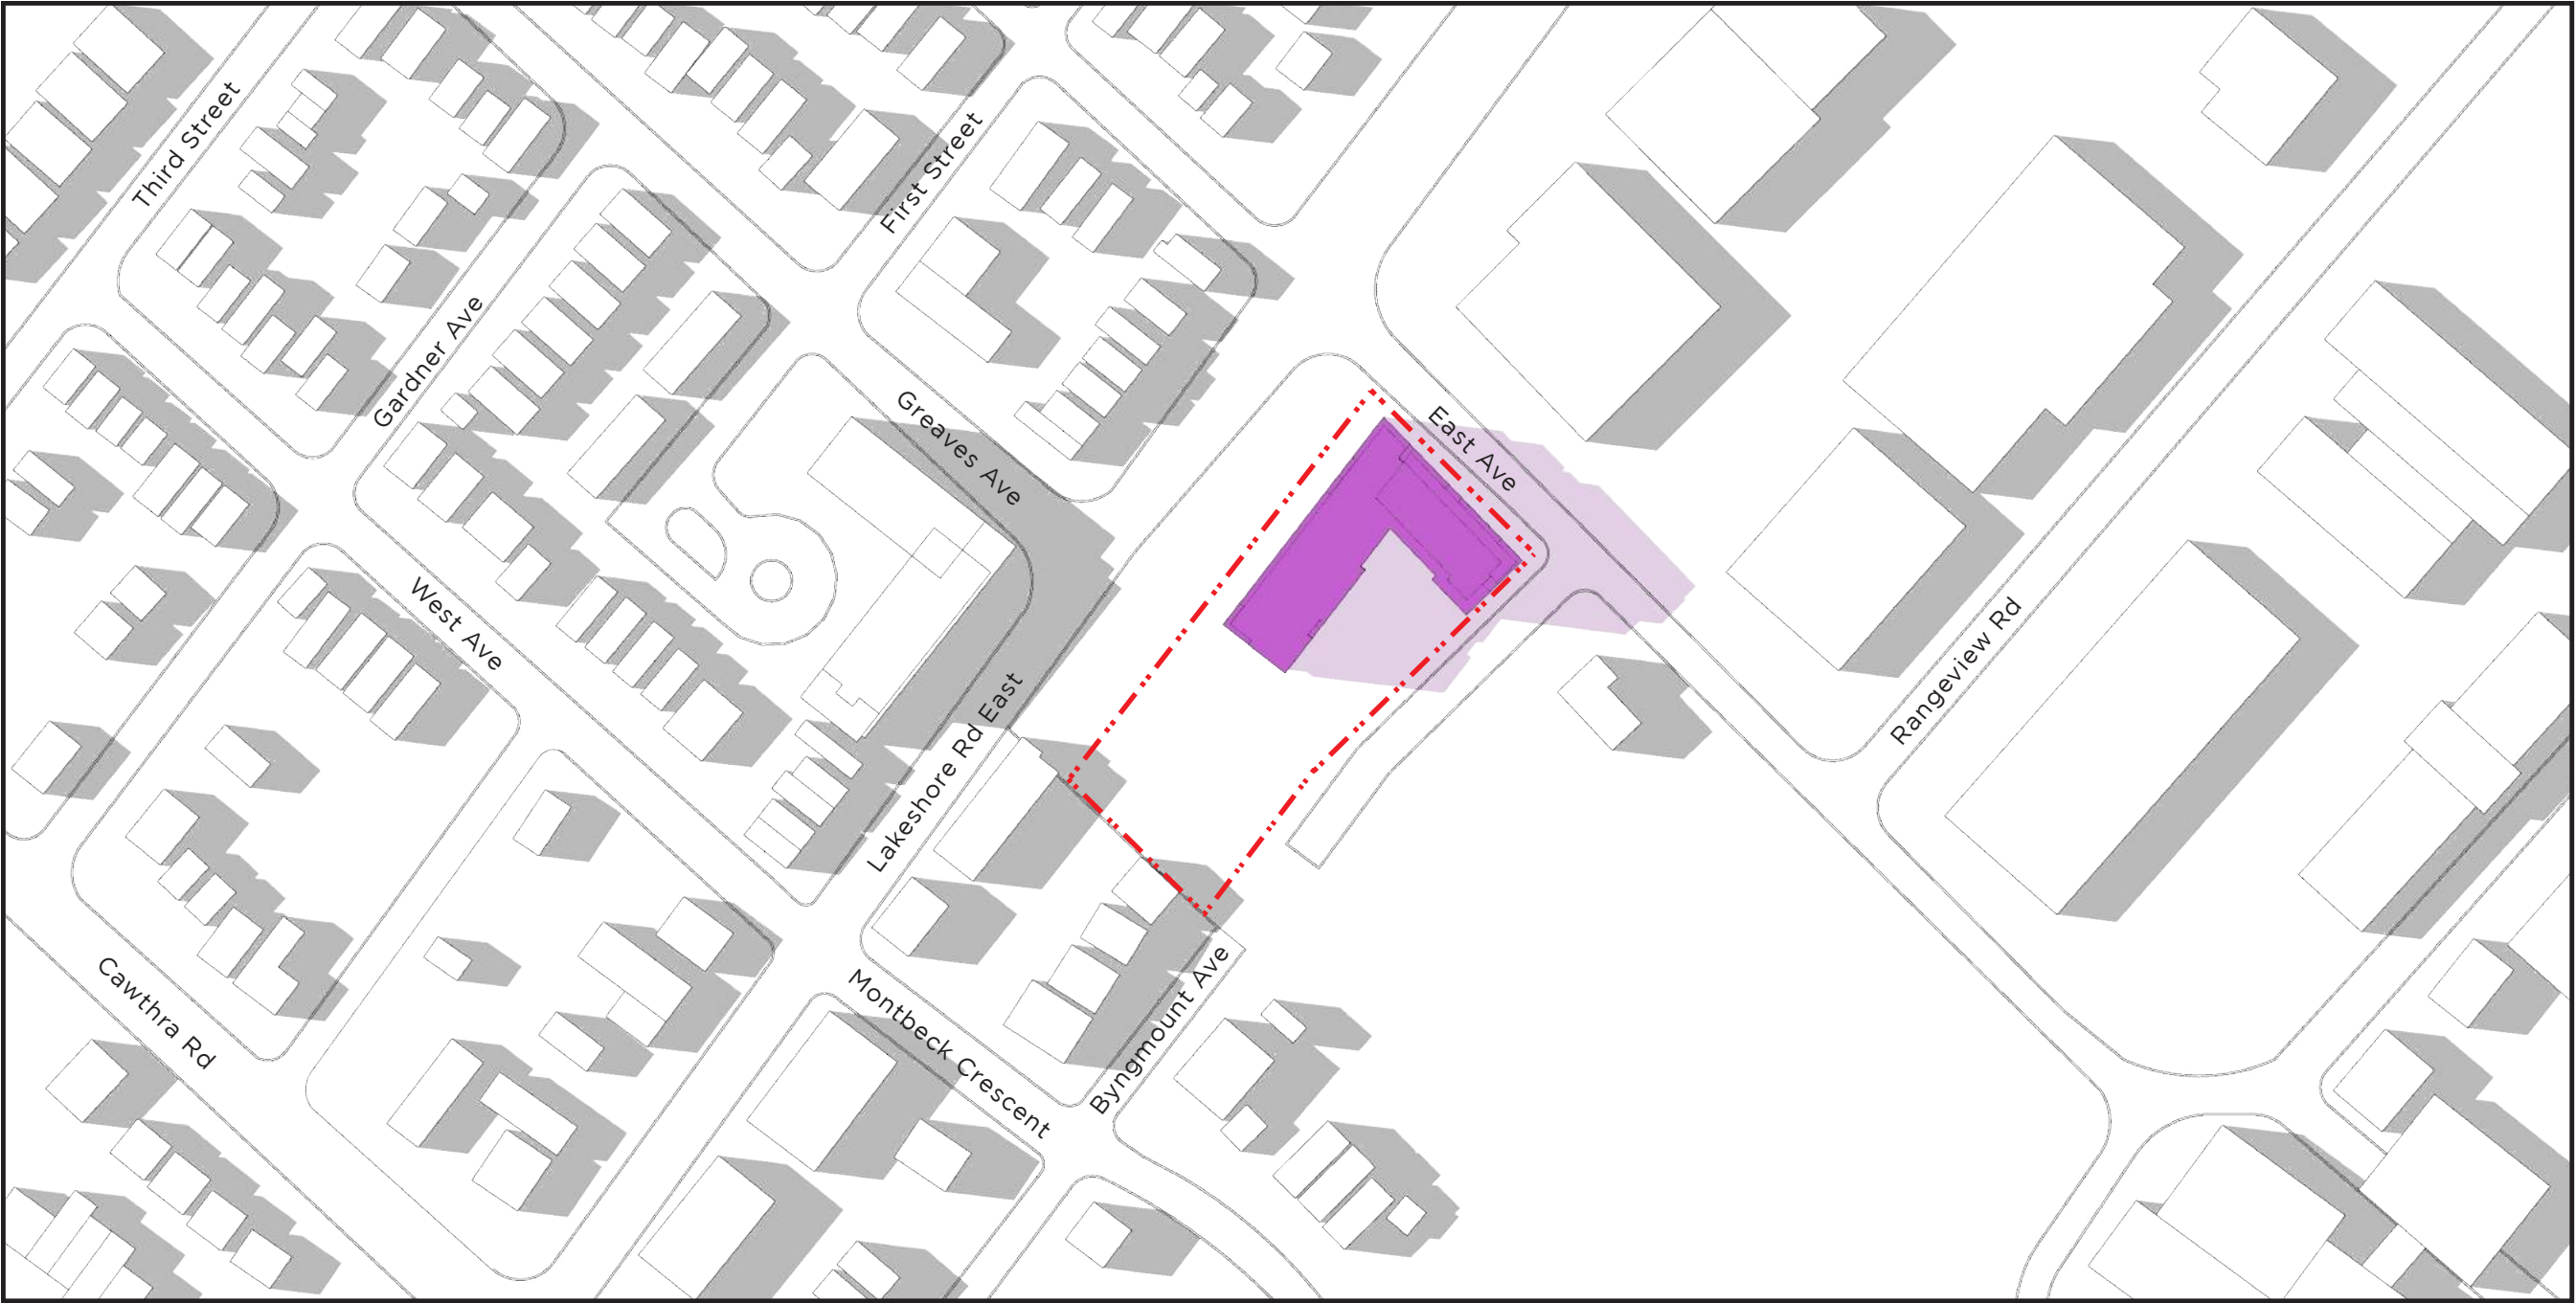 Third Street
First Street
Gardner Ave
Greaves Ave
East Ave
West Ave
Rangeview Rd
Lakeshore Rd East
Cawthra Rd
Montbeck Crescent
Byngmount Ave